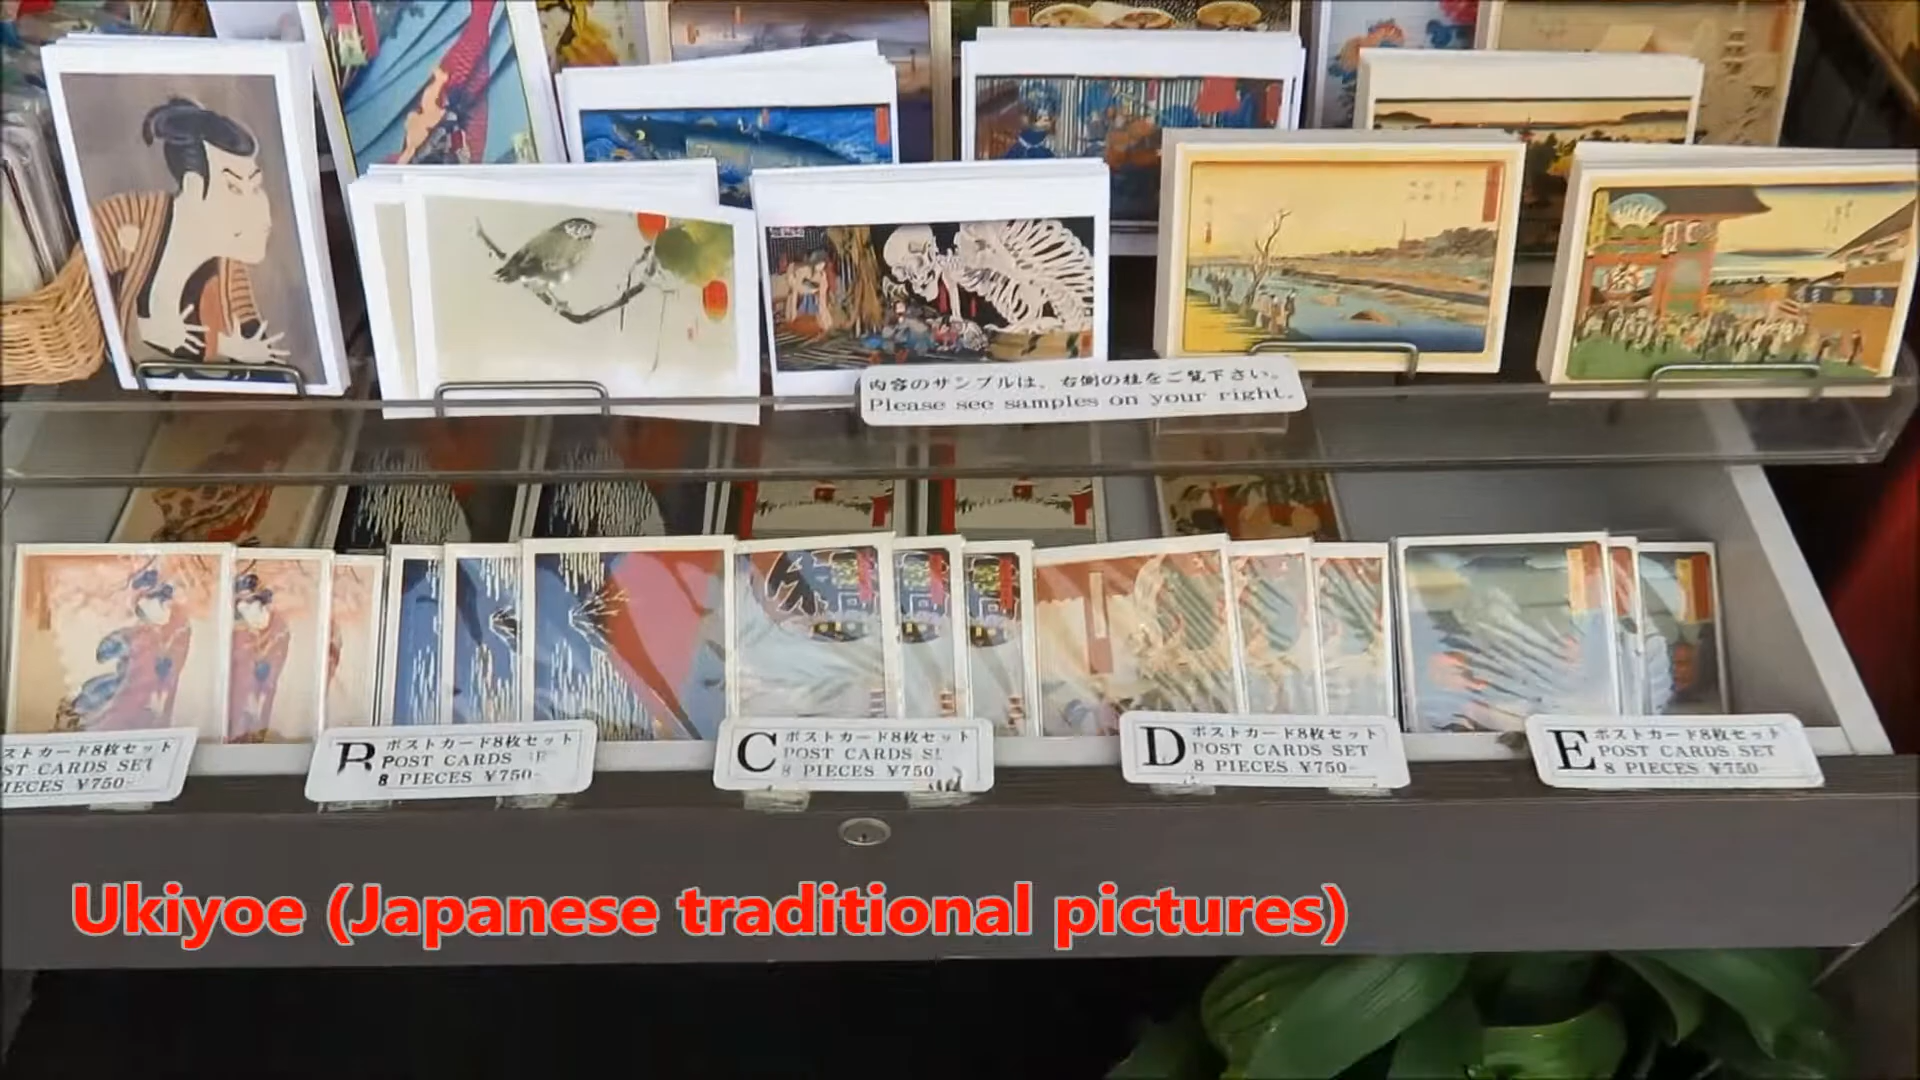 内容のサンプルは、右側の柱をご覧下さい。
Please see samples on your right.
ストカード8枚セット
ST CARDS SET
IECES ¥750-
B
ポストカード8枚セット
POST CARDS
8 PIECES ¥750-
C
ポストカード8枚セット
POST CARDS S
8 PIECES ¥750
D
ポストカード8枚セット
POST CARDS SET
8 PIECES ¥750-
E
ポストカード8枚セット
POST CARDS SET
8 PIECES ¥750-
Ukiyoe (Japanese traditional pictures)